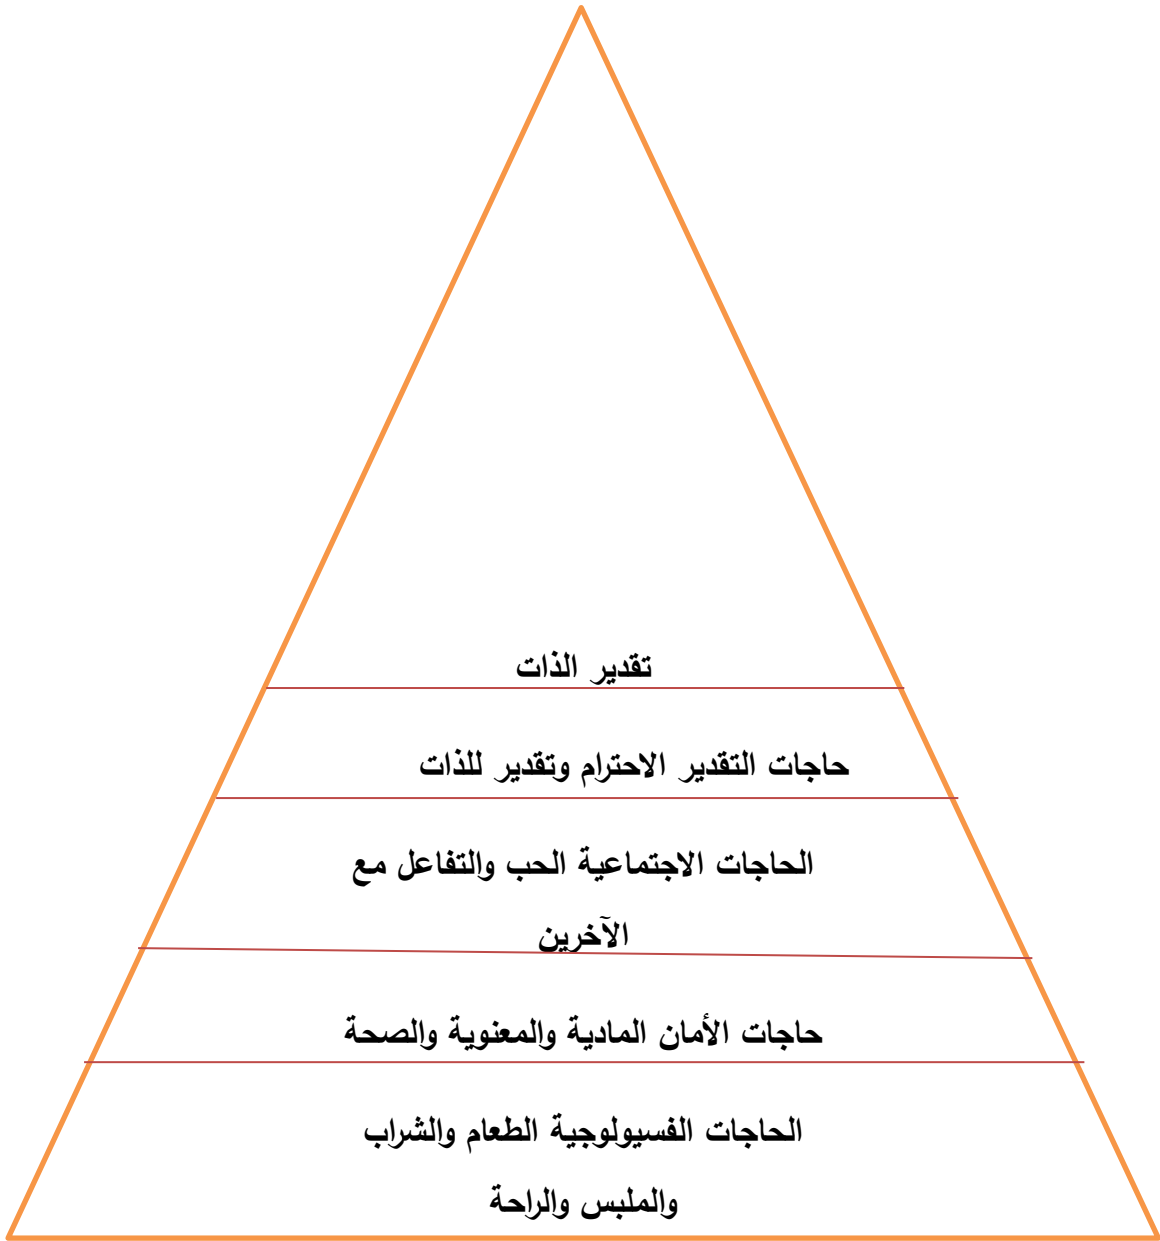 تقدير الذات
حاجات التقدير الاحترام وتقدير للذات
الحاجات الاجتماعية الحب والتفاعل مع
الآخرين
حاجات الأمان المادية والمعنوية والصحة
الحاجات الفسيولوجية الطعام والشراب
والملبس والراحة